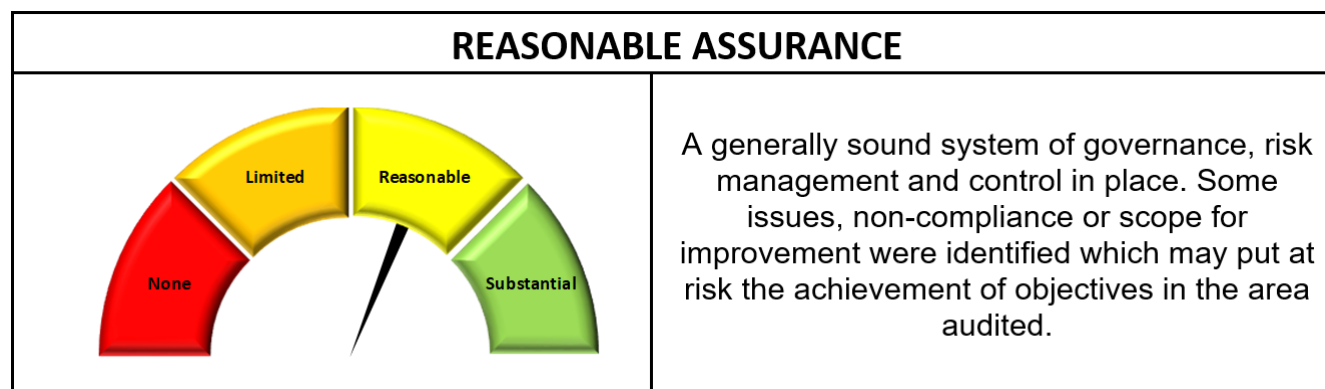 REASONABLE ASSURANCE
Limited
Reasonable
None
Substantial
A generally sound system of governance, risk
management and control in place. Some
issues, non-compliance or scope for
improvement were identified which may put at
risk the achievement of objectives in the area
audited.